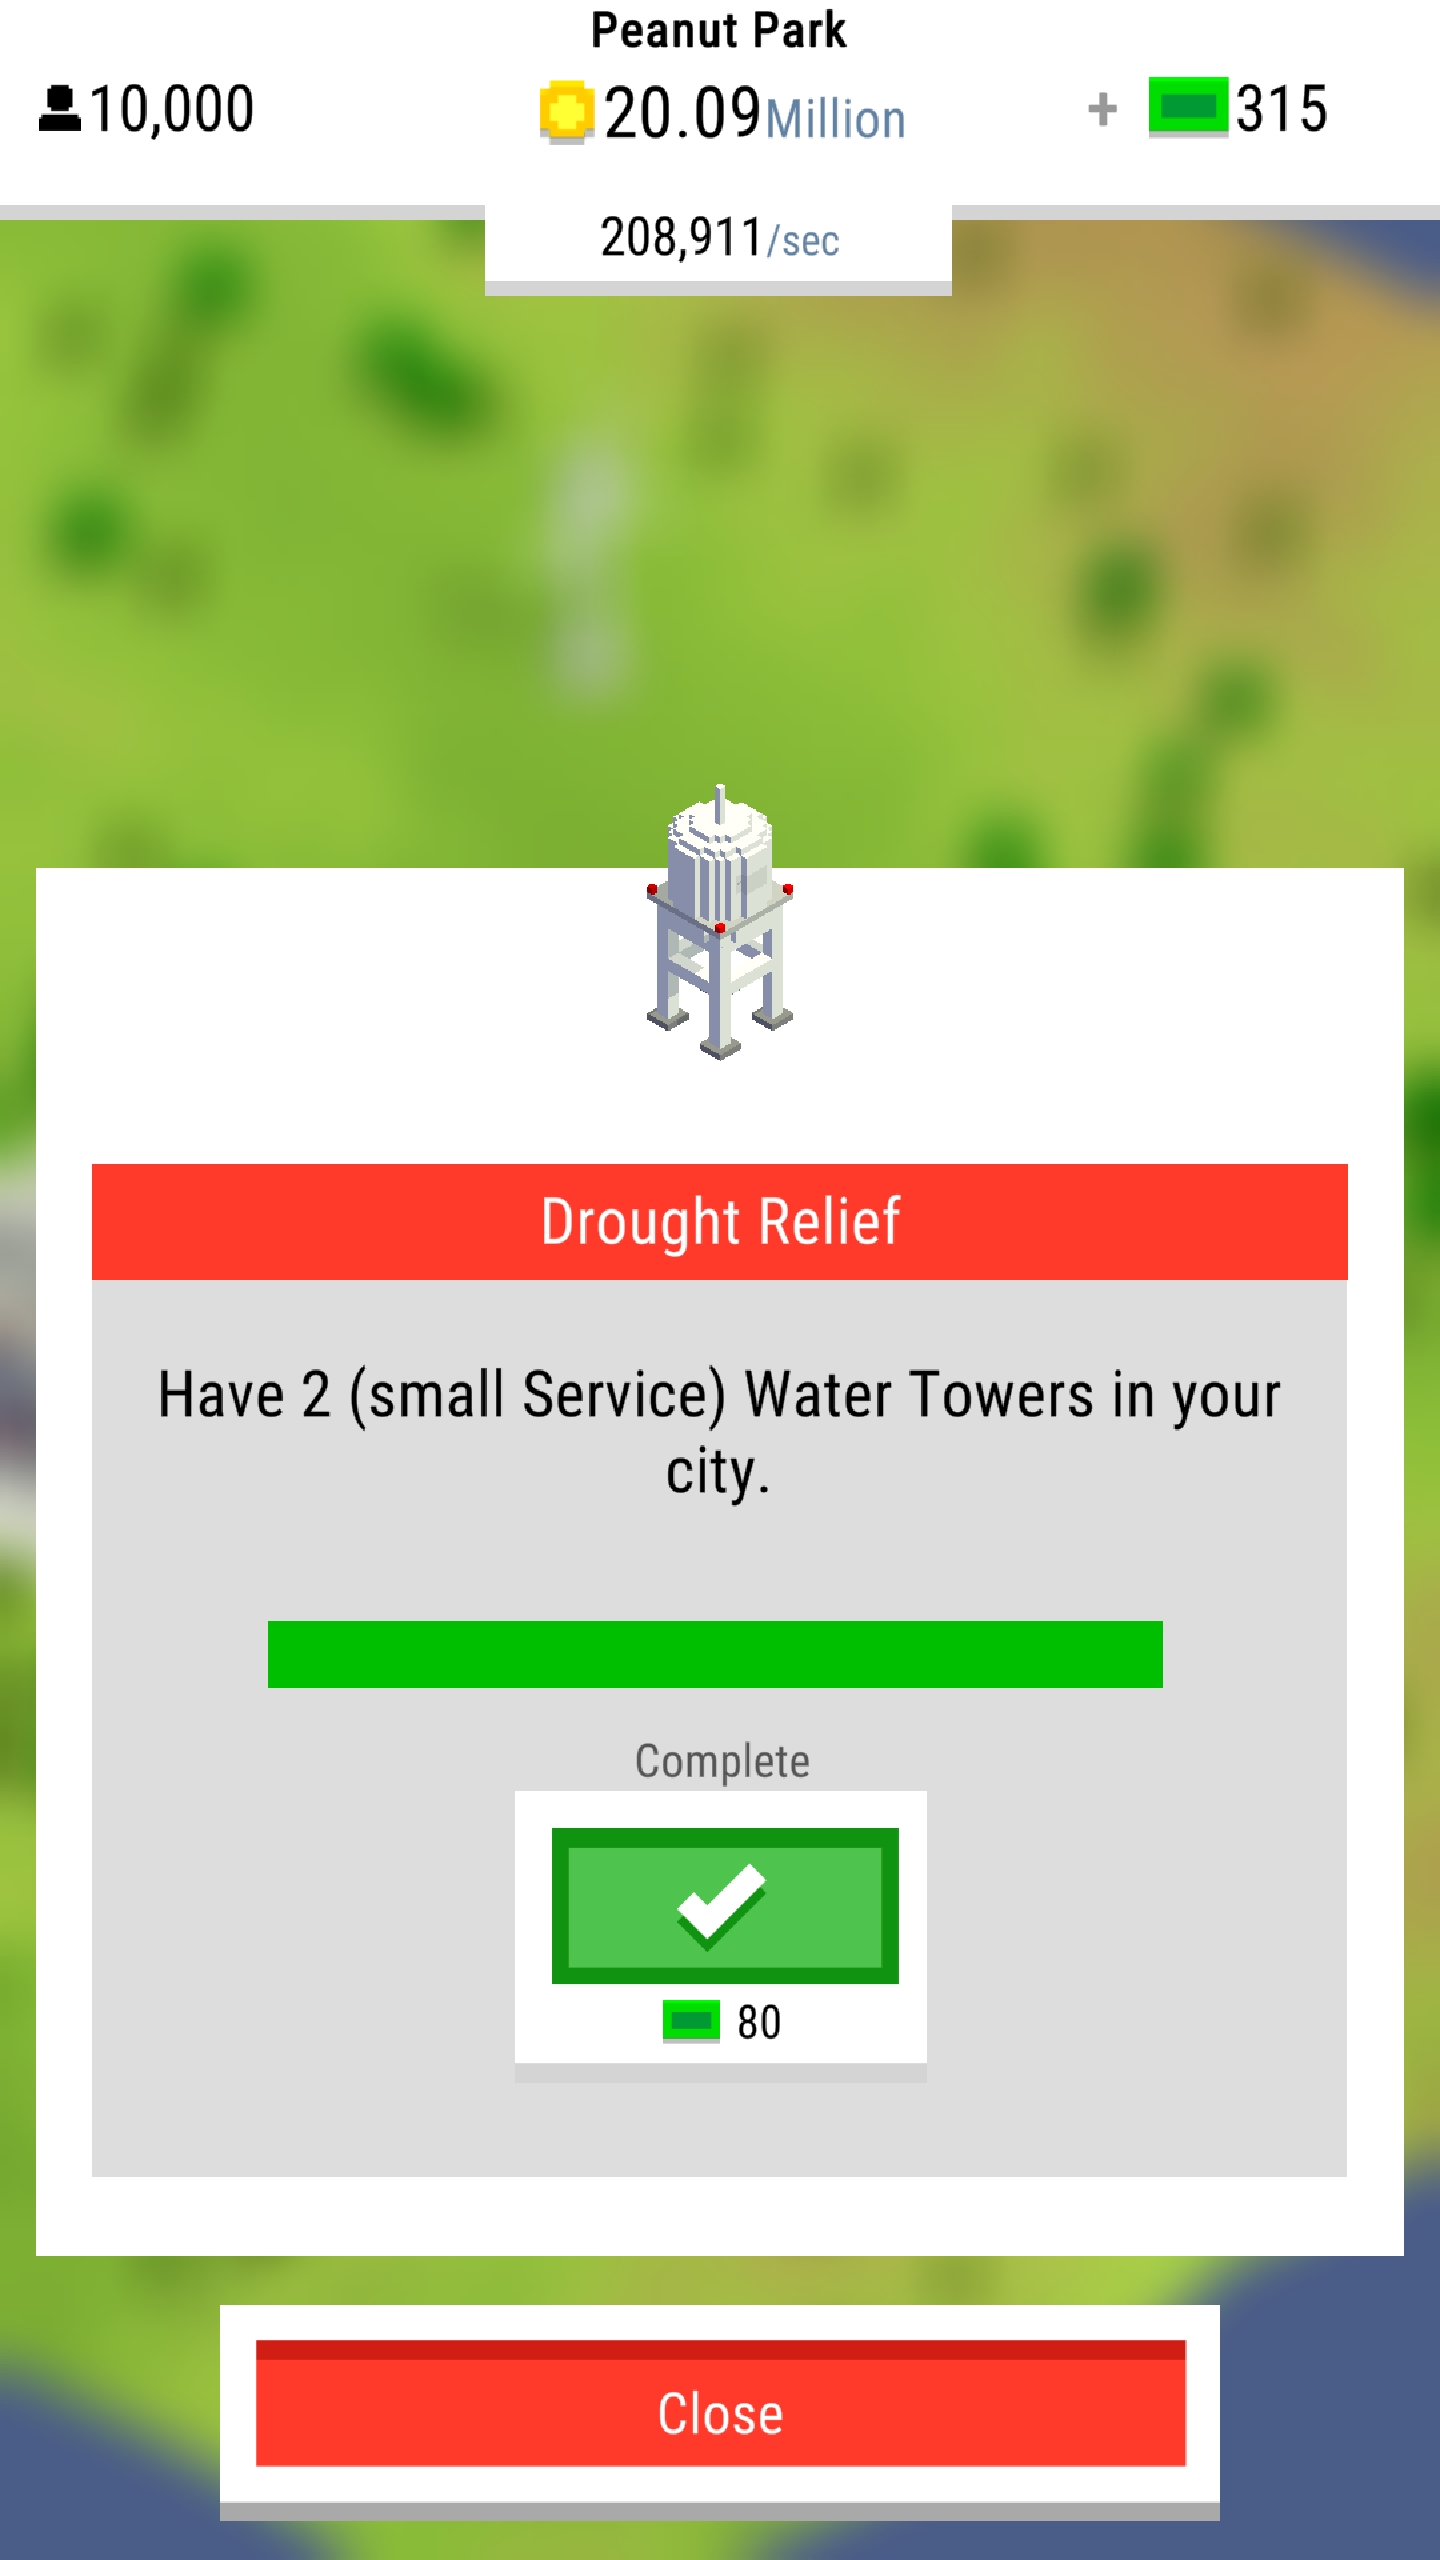 Peanut Park
10,000
20.09Million
+ 315
208,911/sec
Drought Relief
Have 2 (small Service) Water Towers in your
city.
Complete
80
Close